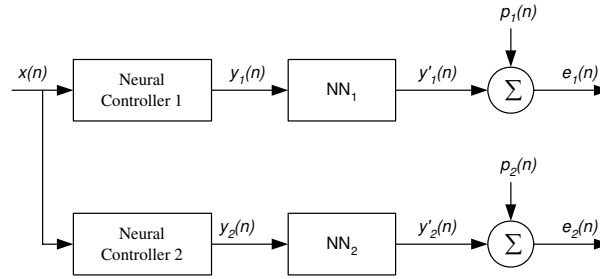 p₁(n)
x(n)
Neural
Controller 1
y₁(n)
NN₁
y'₁(n)
Σ
e₁(n)
p₂(n)
Neural
Controller 2
y₂(n)
NN₂
y'₂(n)
Σ
e₂(n)